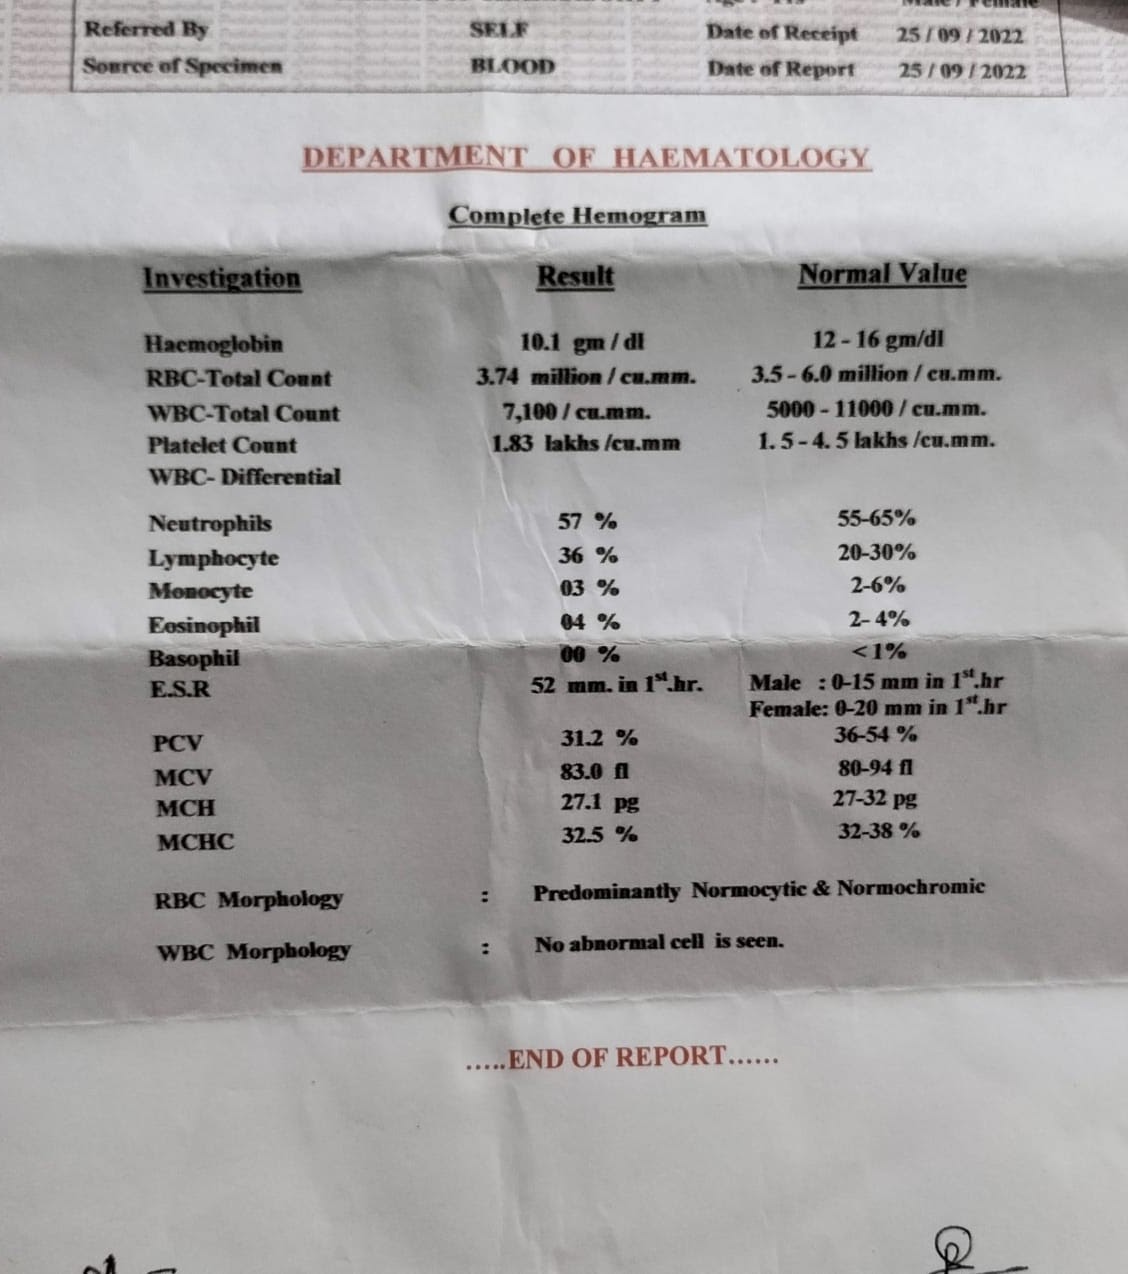 Referred By SELF Date of Receipt 25 / 09 / 2022
Source of Specimen BLOOD Date of Report 25 / 09 / 2022
DEPARTMENT OF HAEMATOLOGY
Complete Hemogram
Investigation Result Normal Value
Haemoglobin 10.1 gm / dl 12 - 16 gm/dl
RBC-Total Count 3.74 million / cu.mm. 3.5 - 6.0 million / cu.mm.
WBC-Total Count 7,100 / cu.mm. 5000 - 11000 / cu.mm.
Platelet Count 1.83 lakhs /cu.mm 1. 5 - 4. 5 lakhs /cu.mm.
WBC- Differential
Neutrophils 57 % 55-65%
Lymphocyte 36 % 20-30%
Monocyte 03 % 2-6%
Eosinophil 04 % 2- 4%
Basophil 00 % <1%
E.S.R 52 mm. in 1st.hr. Male : 0-15 mm in 1st.hr
Female: 0-20 mm in 1st.hr
PCV 31.2 % 36-54 %
MCV 83.0 fl 80-94 fl
MCH 27.1 pg 27-32 pg
MCHC 32.5 % 32-38 %
RBC Morphology : Predominantly Normocytic & Normochromic
WBC Morphology : No abnormal cell is seen.
.....END OF REPORT......